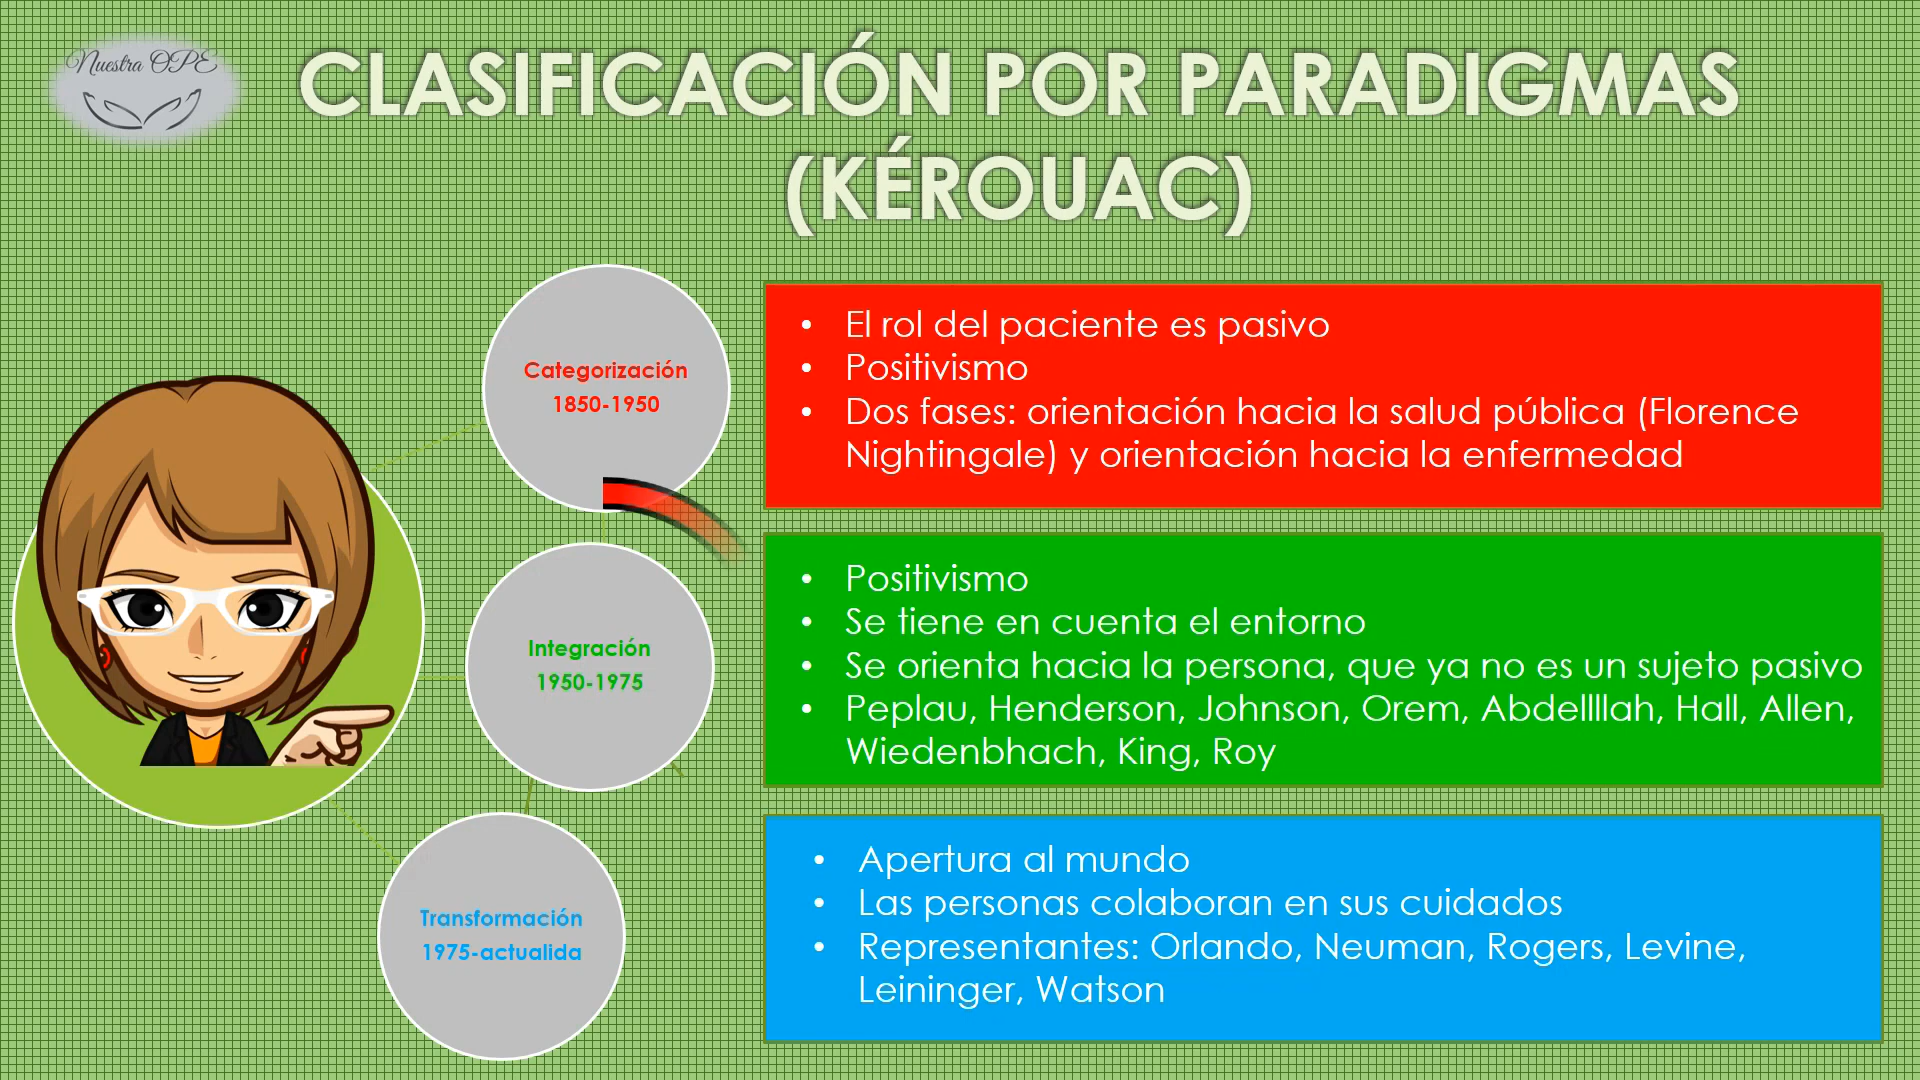 Nuestra OPE
CLASIFICACIÓN POR PARADIGMAS
(KÉROUAC)
Categorización
1850-1950
• El rol del paciente es pasivo
• Positivismo
• Dos fases: orientación hacia la salud pública (Florence
Nightingale) y orientación hacia la enfermedad
Integración
1950-1975
• Positivismo
• Se tiene en cuenta el entorno
• Se orienta hacia la persona, que ya no es un sujeto pasivo
• Peplau, Henderson, Johnson, Orem, Abdellllah, Hall, Allen,
Wiedenbhach, King, Roy
Transformación
1975-actualida
• Apertura al mundo
• Las personas colaboran en sus cuidados
• Representantes: Orlando, Neuman, Rogers, Levine,
Leininger, Watson